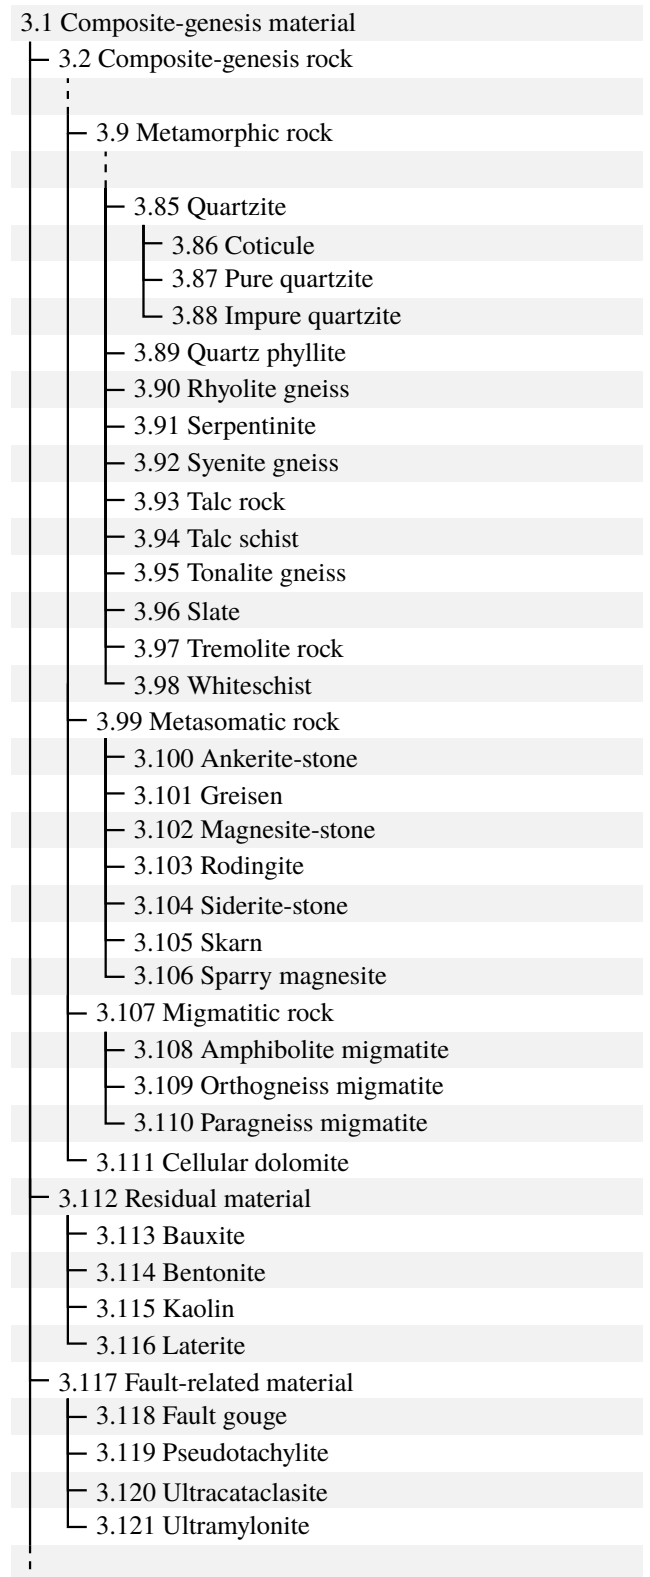 3.1 Composite-genesis material
3.2 Composite-genesis rock
3.9 Metamorphic rock
3.85 Quartzite
3.86 Coticule
3.87 Pure quartzite
3.88 Impure quartzite
3.89 Quartz phyllite
3.90 Rhyolite gneiss
3.91 Serpentinite
3.92 Syenite gneiss
3.93 Talc rock
3.94 Talc schist
3.95 Tonalite gneiss
3.96 Slate
3.97 Tremolite rock
3.98 Whiteschist
3.99 Metasomatic rock
3.100 Ankerite-stone
3.101 Greisen
3.102 Magnesite-stone
3.103 Rodingite
3.104 Siderite-stone
3.105 Skarn
3.106 Sparry magnesite
3.107 Migmatitic rock
3.108 Amphibolite migmatite
3.109 Orthogneiss migmatite
3.110 Paragneiss migmatite
3.111 Cellular dolomite
3.112 Residual material
3.113 Bauxite
3.114 Bentonite
3.115 Kaolin
3.116 Laterite
3.117 Fault-related material
3.118 Fault gouge
3.119 Pseudotachylite
3.120 Ultracataclasite
3.121 Ultramylonite